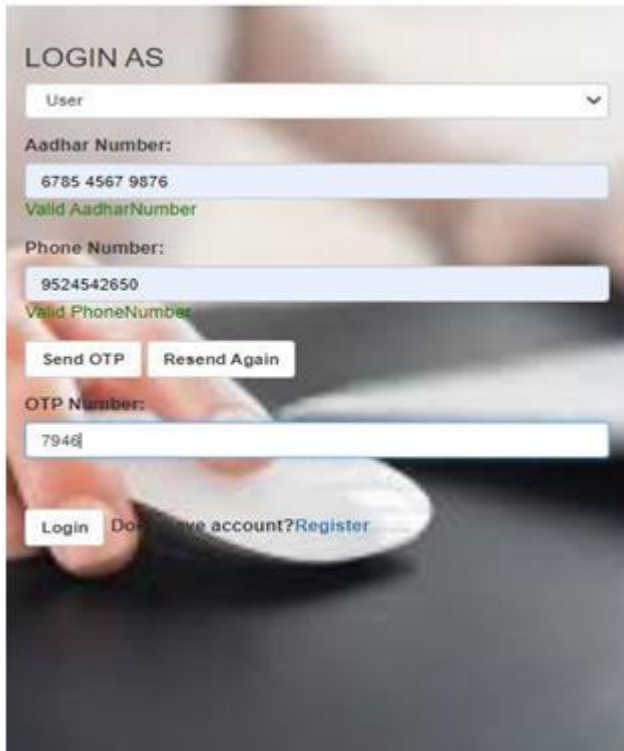 LOGIN AS
User
Aadhar Number:
6785 4567 9876
Valid AadharNumber
Phone Number:
9524542650
Valid PhoneNumber
Send OTP Resend Again
OTP Number:
7946
Login account?Register